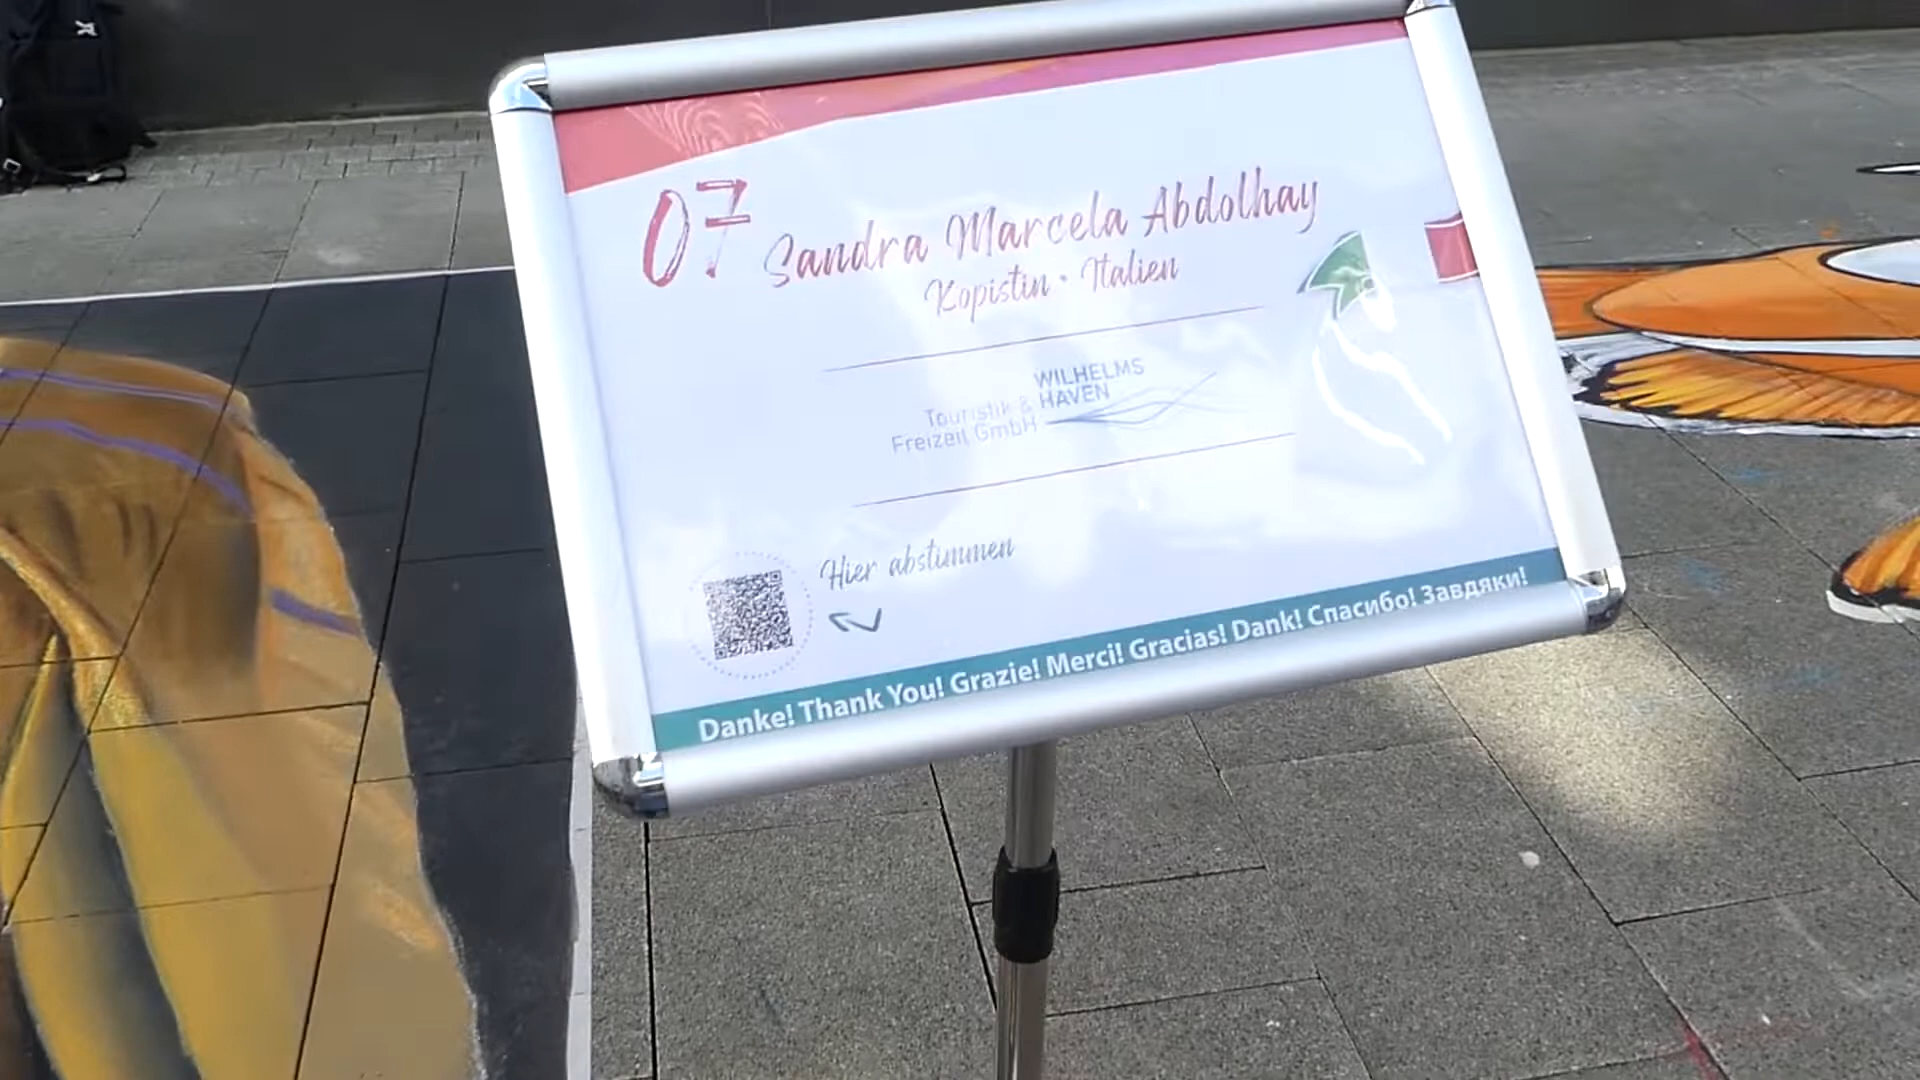 07
Sandra Marcela Abdolhay
Kopistin · Italien
WILHELMS
HAVEN
Touristik &
Freizeit GmbH
Hier abstimmen
Danke! Thank You! Grazie! Merci! Gracias! Dank! Спасибо! Завдяки!